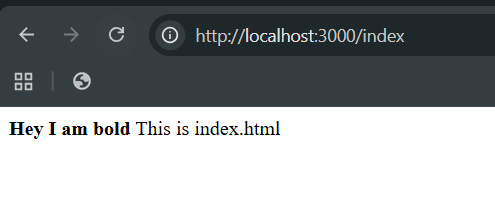 http://localhost:3000/index
Hey I am bold This is index.html